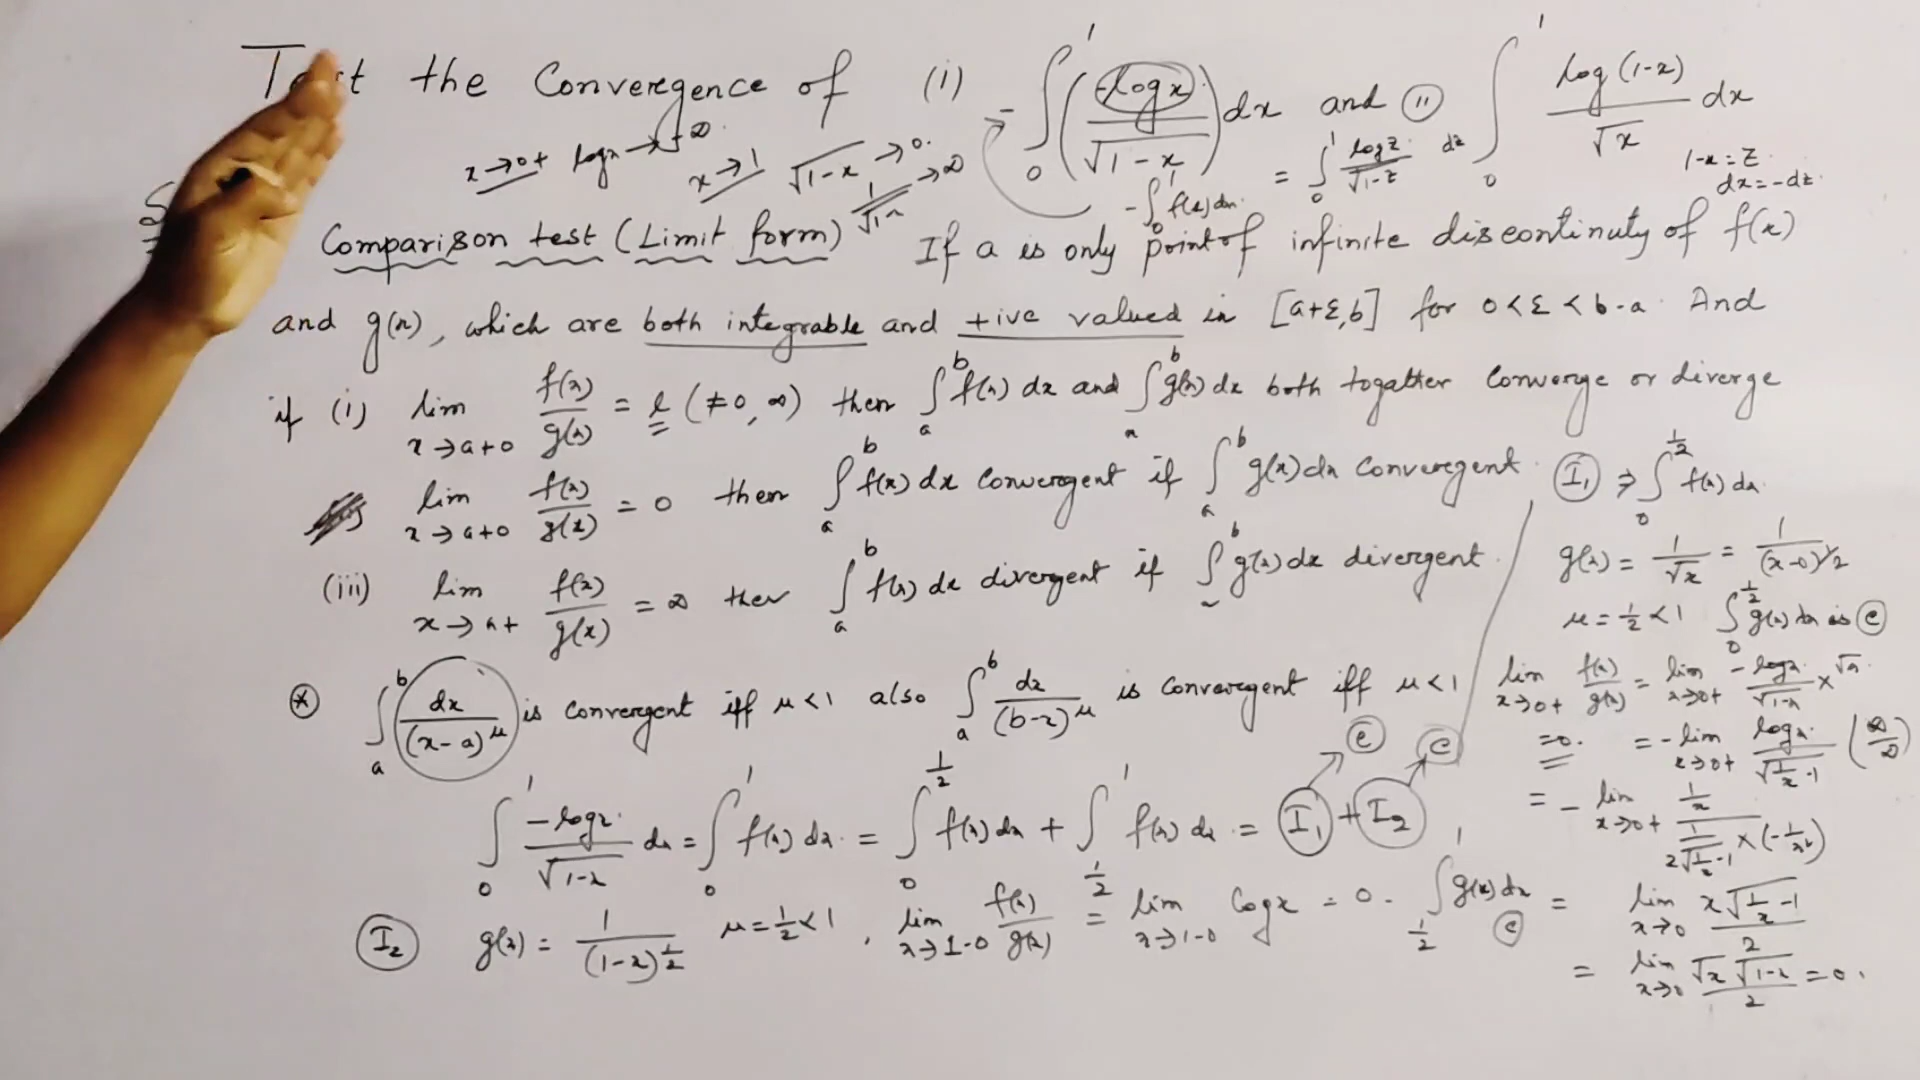 Test the Convergence of (i) - ∫₀¹ (-log x / √(1-x)) dx and (ii) ∫₀¹ log(1-x)/√x dx
x→0+ log x → -∞ x→1 √(1-x) → 0. 1/√(1-x) → ∞ = ∫₀¹ log z/√(1-z) dz 1-x = z.
dx = -dz.
-∫₀¹ f(x) dx.
Comparison test (Limit form) If a is only point of infinite discontinuty of f(x)
and g(x), which are both integrable and +ive valued in [a+ε, b] for 0<ε<b-a. And
if (i) lim x→a+0 f(x)/g(x) = l (≠0, ∞) then ∫ₐᵇ f(x) dx and ∫ₐᵇ g(x) dx both togather converge or diverge
lim x→a+0 f(x)/g(x) = 0 then ∫ₐᵇ f(x) dx convergent if ∫ₐᵇ g(x) dx convergent.
(iii) lim x→a+ f(x)/g(x) = ∞ then ∫ₐᵇ f(x) dx divergent if ∫ g(x) dx divergent.
⊛ ∫ₐᵇ dx/(x-a)^μ is convergent iff μ<1 also ∫ₐᵇ dx/(b-x)^μ is convergent iff μ<1
∫₀¹ -log x/√(1-x) dx = ∫₀¹ f(x) dx. = ∫₀^(1/2) f(x) dx + ∫_(1/2)¹ f(x) dx = I₁ + I₂
C C
I₂ g(x) = 1/(1-x)^(1/2) μ = 1/2 < 1, lim x→1-0 f(x)/g(x) = lim x→1-0 log x = 0. ∫_(1/2)¹ g(x) dx C
I₁ ⇒ ∫₀^(1/2) f(x) dx.
g(x) = 1/√x = 1/(x-0)^(1/2)
μ = 1/2 < 1 ∫₀^(1/2) g(x) dx is C
lim x→0+ f(x)/g(x) = lim x→0+ -log x/√(1-x) × √x.
=0. = -lim x→0+ log x/√(1/x -1) (∞/∞)
= - lim x→0+ (1/x)/(1/(2√(1/x -1)) × (-1/x²))
= lim x→0 x√(1/x -1)/2
= lim x→0 √x √(1-x)/2 = 0.